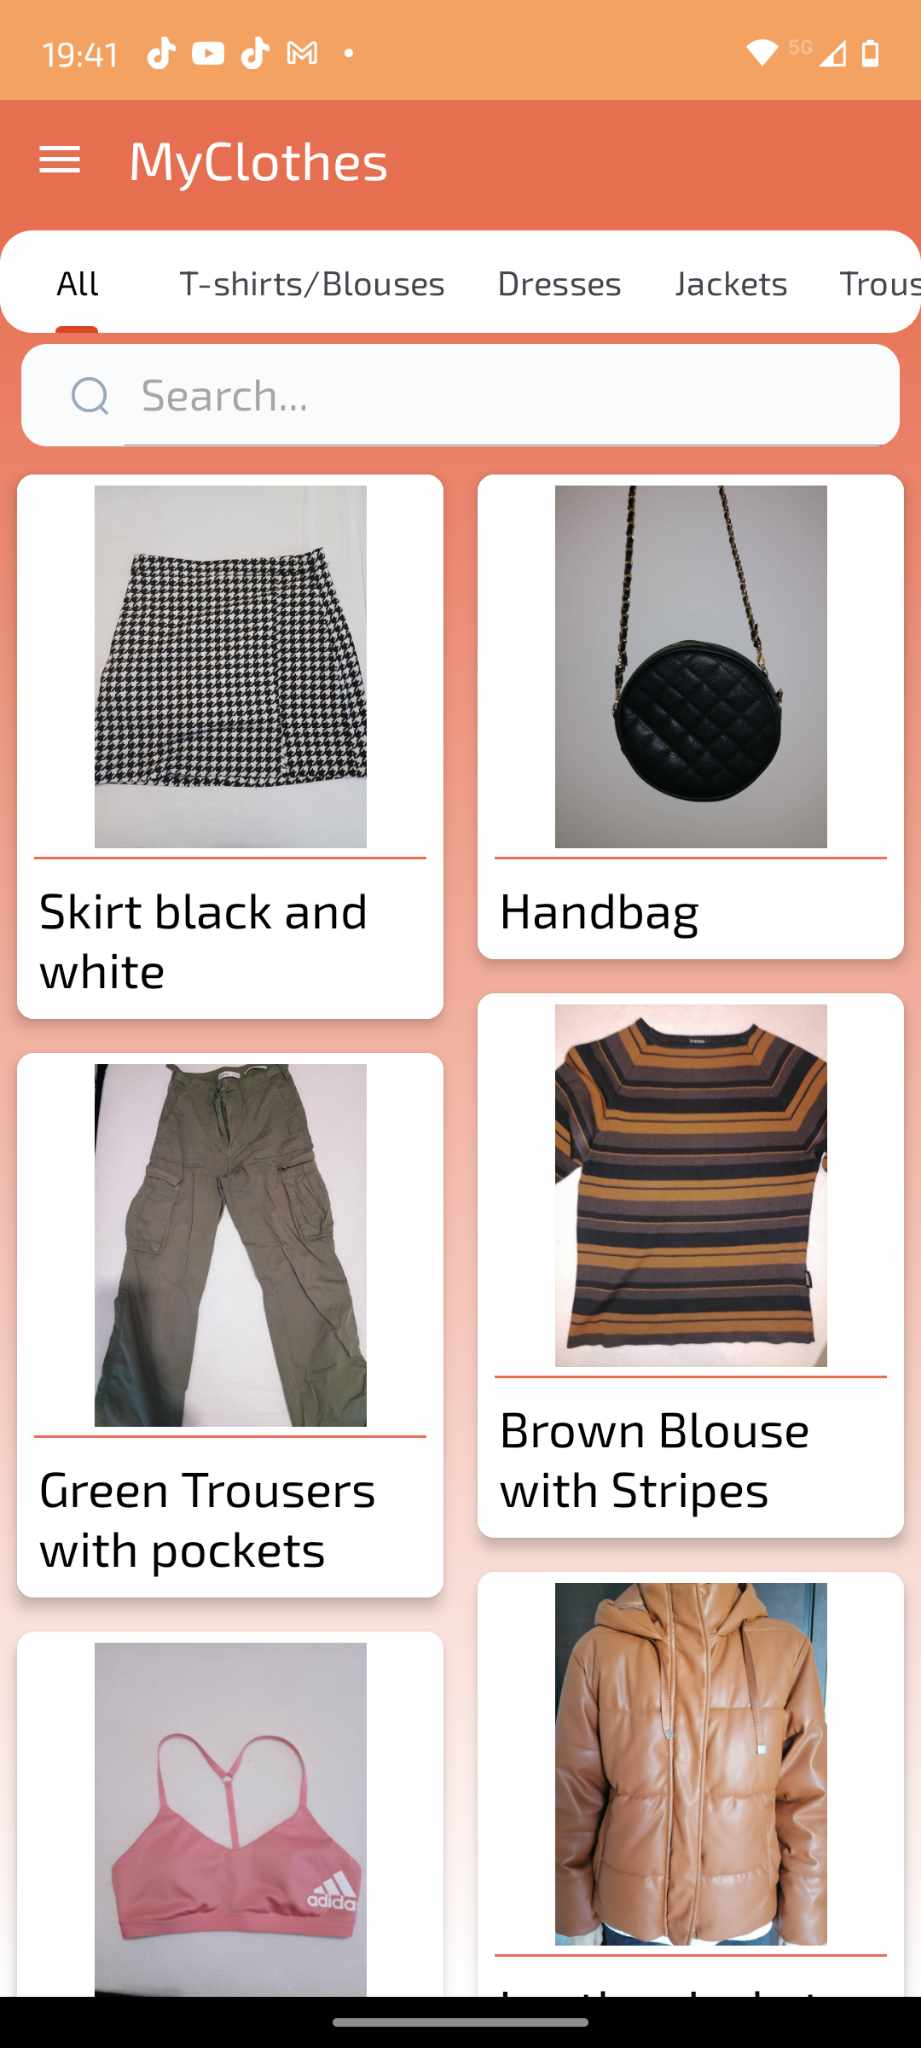 19:41
5G
MyClothes
All T-shirts/Blouses Dresses Jackets Trous
Search...
Skirt black and
white
Handbag
Green Trousers
with pockets
Brown Blouse
with Stripes
adidas